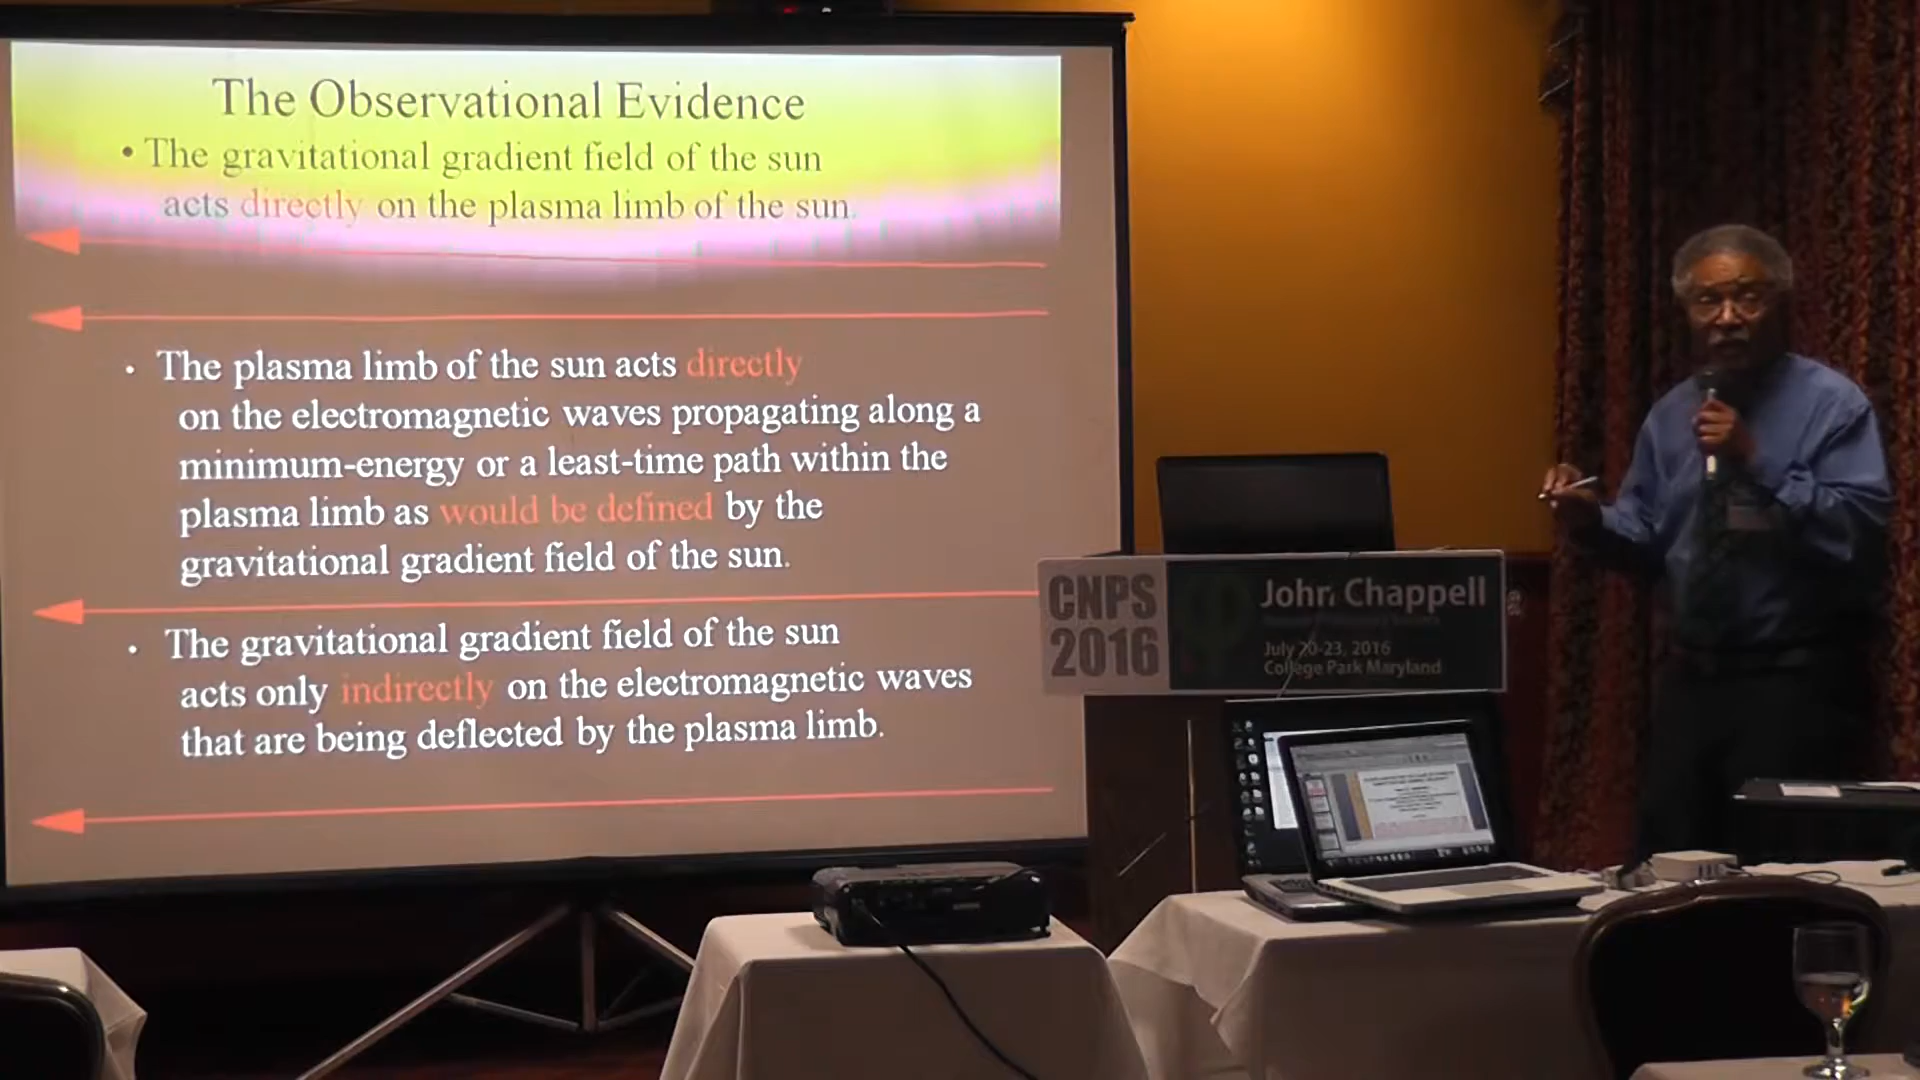 The Observational Evidence
• The gravitational gradient field of the sun
acts directly on the plasma limb of the sun.
• The plasma limb of the sun acts directly
on the electromagnetic waves propagating along a
minimum-energy or a least-time path within the
plasma limb as would be defined by the
gravitational gradient field of the sun.
• The gravitational gradient field of the sun
acts only indirectly on the electromagnetic waves
that are being deflected by the plasma limb.
CNPS
2016
John Chappell
July 20-23, 2016
College Park Maryland